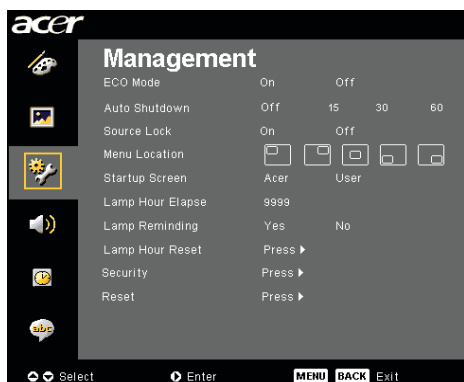 acer
Management
ECO Mode On Off
Auto Shutdown Off 15 30 60
Source Lock On Off
Menu Location
Startup Screen Acer User
Lamp Hour Elapse 9999
Lamp Reminding Yes No
Lamp Hour Reset Press
Security Press
Reset Press
abc
Select Enter MENU BACK Exit